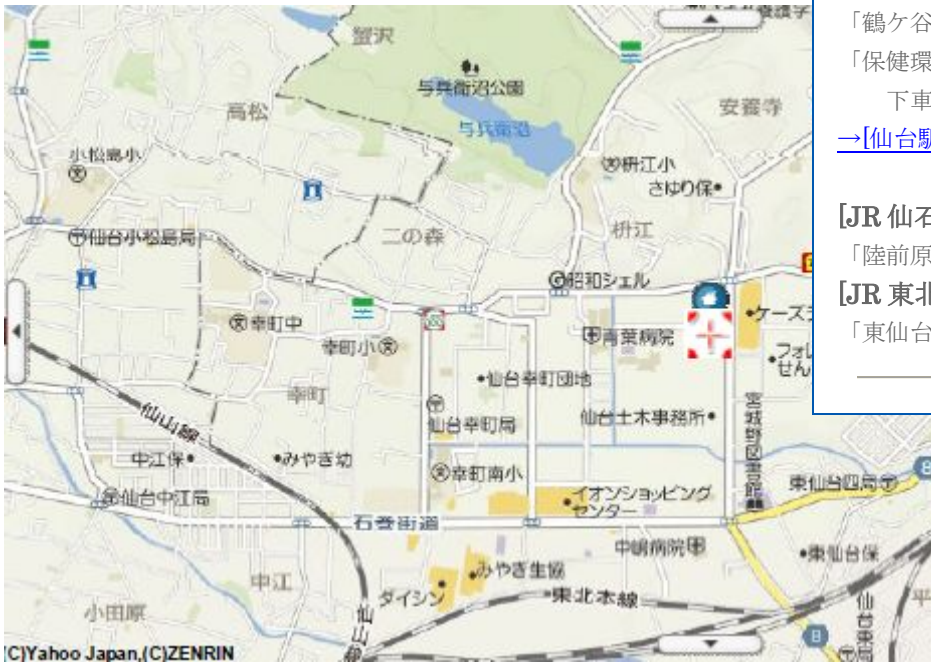 蟹沢
与兵衛沼公園
与兵衛沼
高松
安養寺
小松島小
枡江小
さゆり保
仙台小松島局
二の森
枡江
昭和シェル
幸町中
幸町小
青葉病院
ケーズ
幸町
仙台幸町団地
仙台幸町局
仙台土木事務所
仙山線
中江保
みやぎ幼
幸町南小
宮城野図書館
仙台中江局
イオンショッピング
センター
東仙台四局
石巻街道
中嶋病院
東仙台保
中江
みやぎ生協
ダイシン
東北本線
小田原
8
8
(C)Yahoo Japan,(C)ZENRIN
「鶴ケ谷
「保健環
下車
→[仙台駅
[JR 仙石
「陸前原
[JR 東北
「東仙台